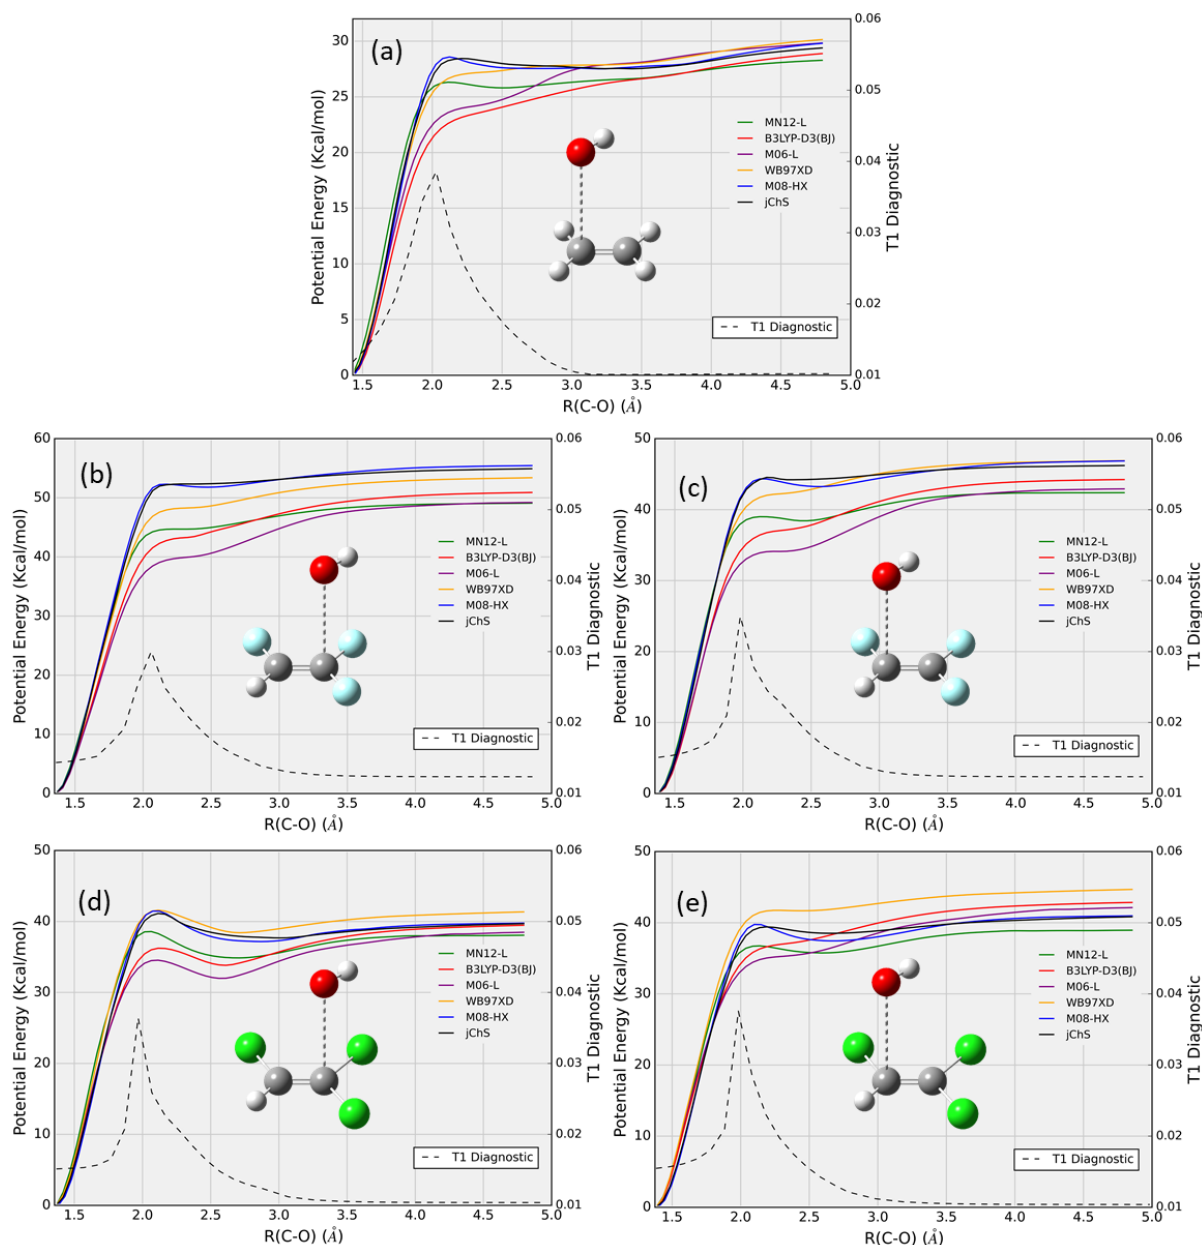 (a)
Potential Energy (Kcal/mol)
30
25
20
15
10
5
0
0.06
0.05
0.04
0.03
0.02
0.01
T1 Diagnostic
MN12-L
B3LYP-D3(BJ)
M06-L
WB97XD
M08-HX
jChS
T1 Diagnostic
1.5 2.0 2.5 3.0 3.5 4.0 4.5 5.0
R(C-O) (Å)
(b)
Potential Energy (Kcal/mol)
60
50
40
30
20
10
0
0.06
0.05
0.04
0.03
0.02
0.01
T1 Diagnostic
MN12-L
B3LYP-D3(BJ)
M06-L
WB97XD
M08-HX
jChS
T1 Diagnostic
1.5 2.0 2.5 3.0 3.5 4.0 4.5 5.0
R(C-O) (Å)
(c)
Potential Energy (Kcal/mol)
50
40
30
20
10
0
0.06
0.05
0.04
0.03
0.02
0.01
T1 Diagnostic
MN12-L
B3LYP-D3(BJ)
M06-L
WB97XD
M08-HX
jChS
T1 Diagnostic
1.5 2.0 2.5 3.0 3.5 4.0 4.5 5.0
R(C-O) (Å)
(d)
Potential Energy (Kcal/mol)
50
40
30
20
10
0
0.06
0.05
0.04
0.03
0.02
0.01
T1 Diagnostic
MN12-L
B3LYP-D3(BJ)
M06-L
WB97XD
M08-HX
jChS
T1 Diagnostic
1.5 2.0 2.5 3.0 3.5 4.0 4.5 5.0
R(C-O) (Å)
(e)
Potential Energy (Kcal/mol)
50
40
30
20
10
0
0.06
0.05
0.04
0.03
0.02
0.01
T1 Diagnostic
MN12-L
B3LYP-D3(BJ)
M06-L
WB97XD
M08-HX
jChS
T1 Diagnostic
1.5 2.0 2.5 3.0 3.5 4.0 4.5 5.0
R(C-O) (Å)